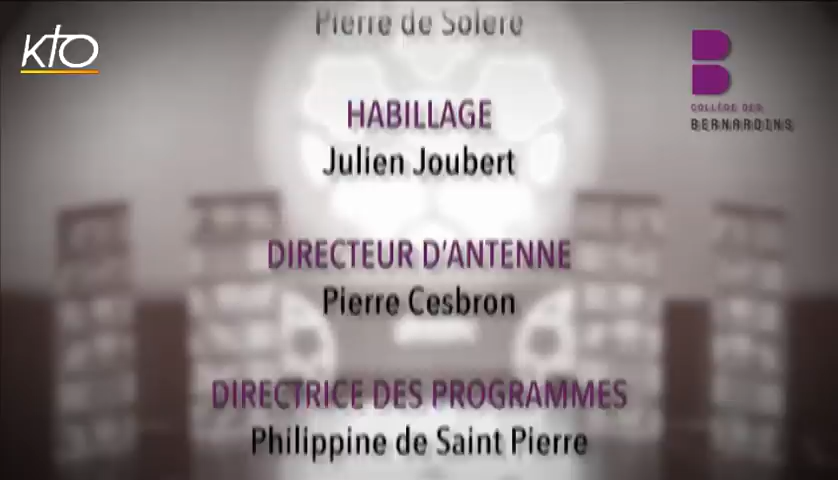 Pierre de Solere
KTO
COLLÈGE DES
BERNARDINS
HABILLAGE
Julien Joubert
DIRECTEUR D'ANTENNE
Pierre Cesbron
DIRECTRICE DES PROGRAMMES
Philippine de Saint Pierre